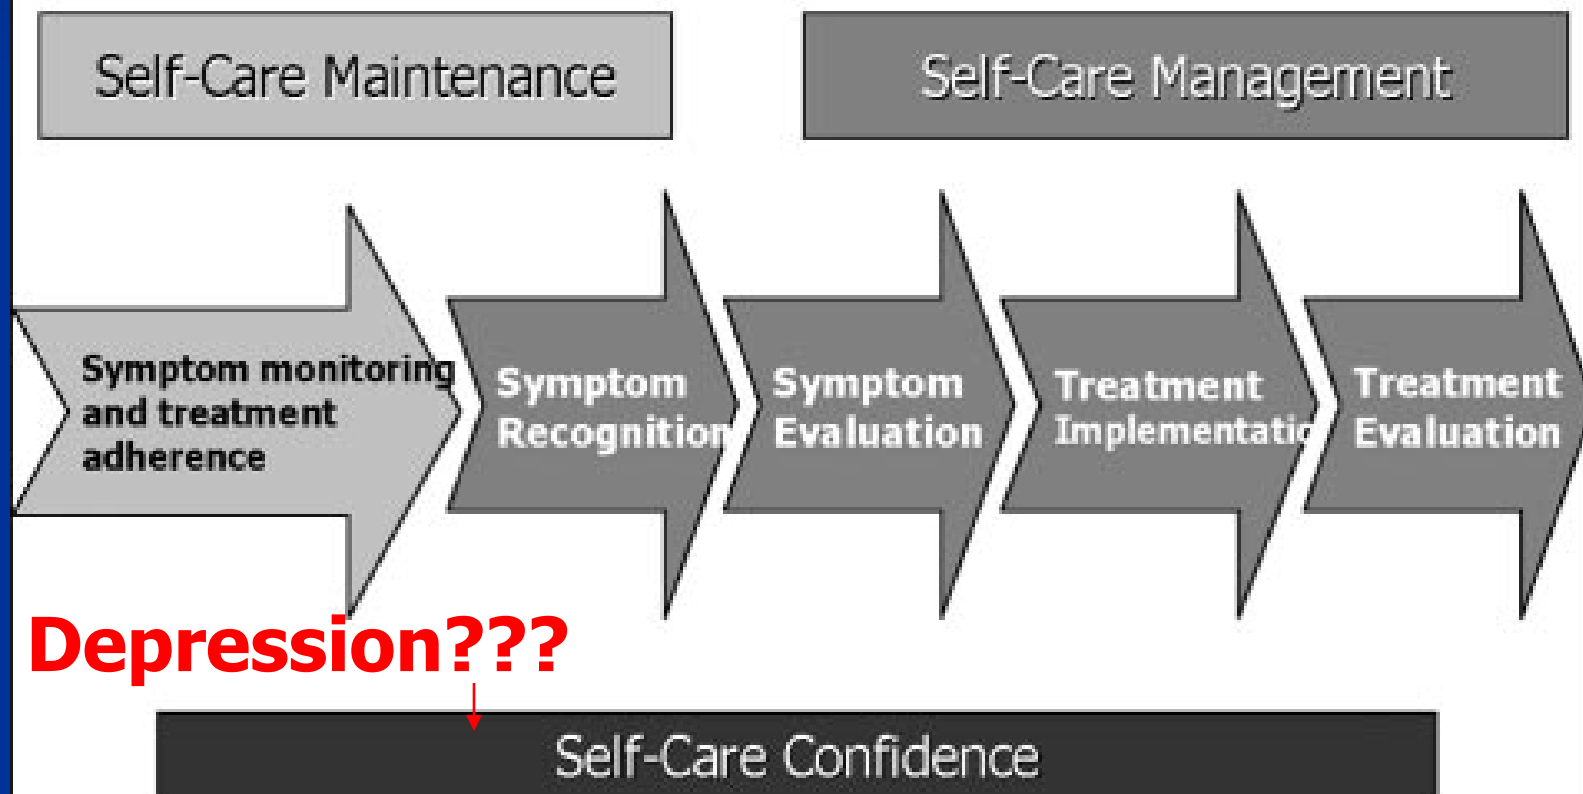 Self-Care Maintenance
Self-Care Management
Symptom monitoring
and treatment
adherence
Symptom
Recognition
Symptom
Evaluation
Treatment
Implementatio
Treatment
Evaluation
Depression???
Self-Care Confidence